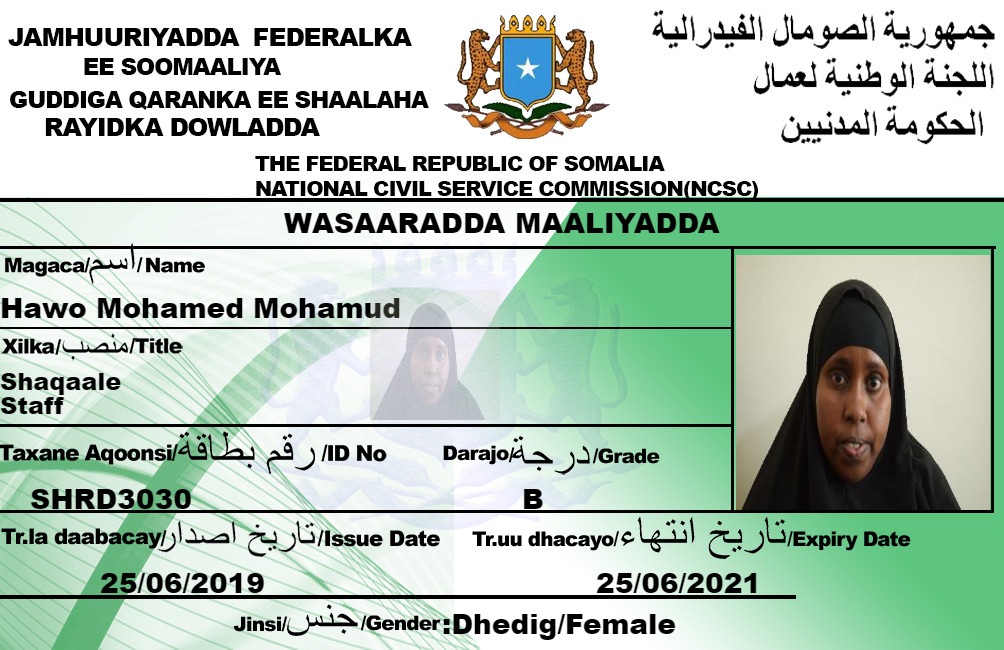 JAMHUURIYADDA FEDERALKA
EE SOOMAALIYA
GUDDIGA QARANKA EE SHAALAHA
RAYIDKA DOWLADDA
جمهورية الصومال الفيدرالية
اللجنة الوطنية لعمال
الحكومة المدنيين
THE FEDERAL REPUBLIC OF SOMALIA
NATIONAL CIVIL SERVICE COMMISSION(NCSC)
WASAARADDA MAALIYADDA
Magaca/اسم/Name
Hawo Mohamed Mohamud
Xilka/منصب/Title
Shaqaale
Staff
Taxane Aqoonsi/رقم بطاقة/ID No
SHRD3030
Darajo/درجة/Grade
B
Tr.la daabacay/تاريخ اصدار/Issue Date
25/06/2019
Tr.uu dhacayo/تاريخ انتهاء/Expiry Date
25/06/2021
Jinsi/جنس/Gender:Dhedig/Female